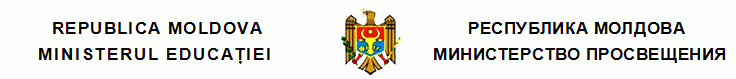 REPUBLICA MOLDOVA
MINISTERUL EDUCAȚIEI
РЕСПУБЛИКА МОЛДОВА
МИНИСТЕРСТВО ПРОСВЕЩЕНИЯ